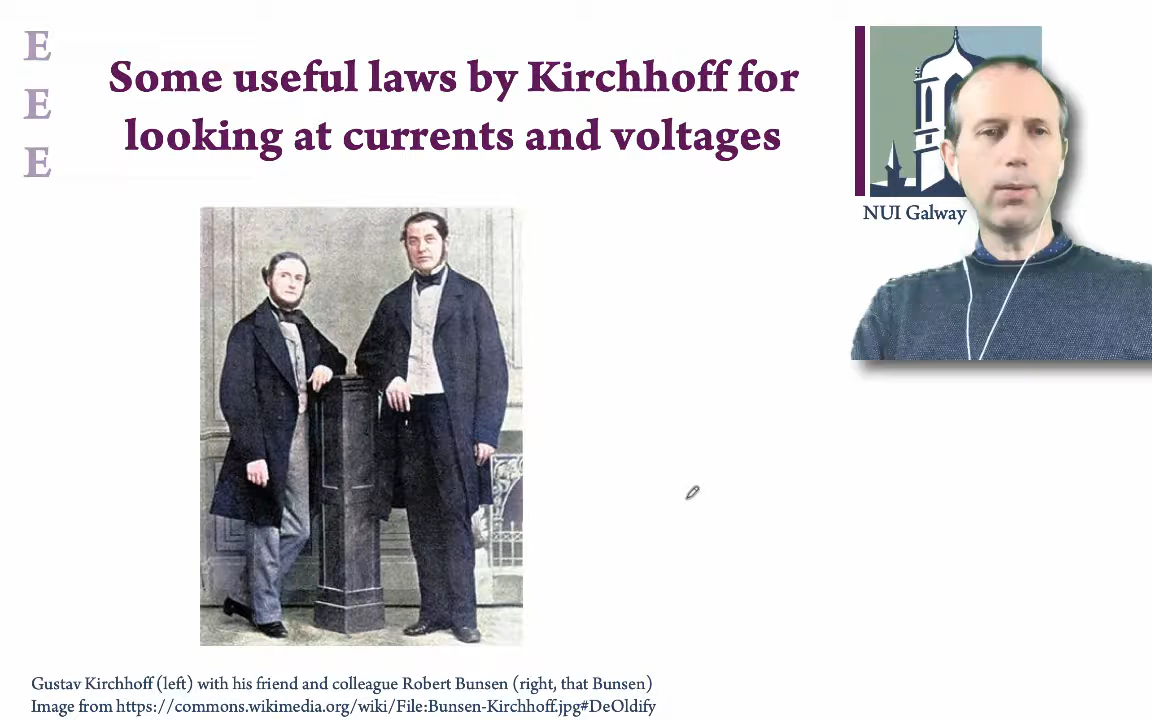 E
E
E
Some useful laws by Kirchhoff for
looking at currents and voltages
NUI Galway
Gustav Kirchhoff (left) with his friend and colleague Robert Bunsen (right, that Bunsen)
Image from https://commons.wikimedia.org/wiki/File:Bunsen-Kirchhoff.jpg#DeOldify